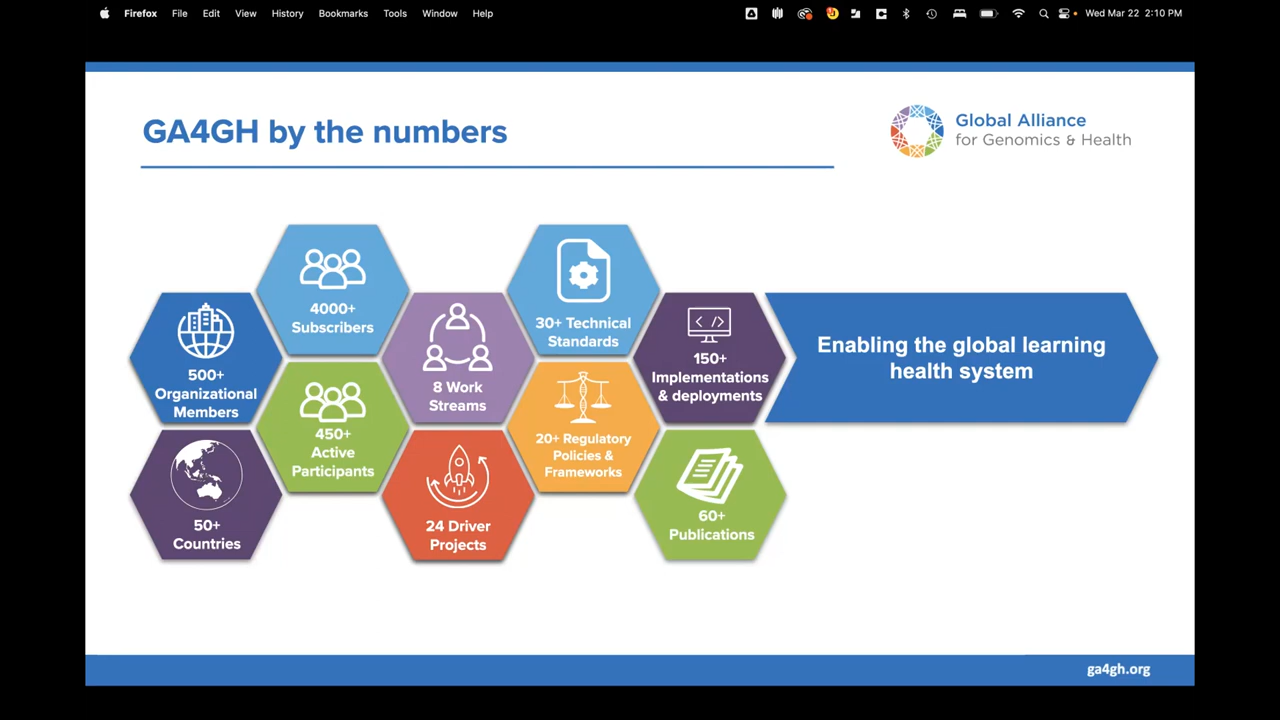 Firefox File Edit View History Bookmarks Tools Window Help Wed Mar 22 2:10 PM
GA4GH by the numbers
Global Alliance
for Genomics & Health
500+
Organizational
Members
50+
Countries
4000+
Subscribers
450+
Active
Participants
8 Work
Streams
24 Driver
Projects
30+ Technical
Standards
20+ Regulatory
Policies &
Frameworks
</>
150+
Implementations
& deployments
60+
Publications
Enabling the global learning
health system
ga4gh.org